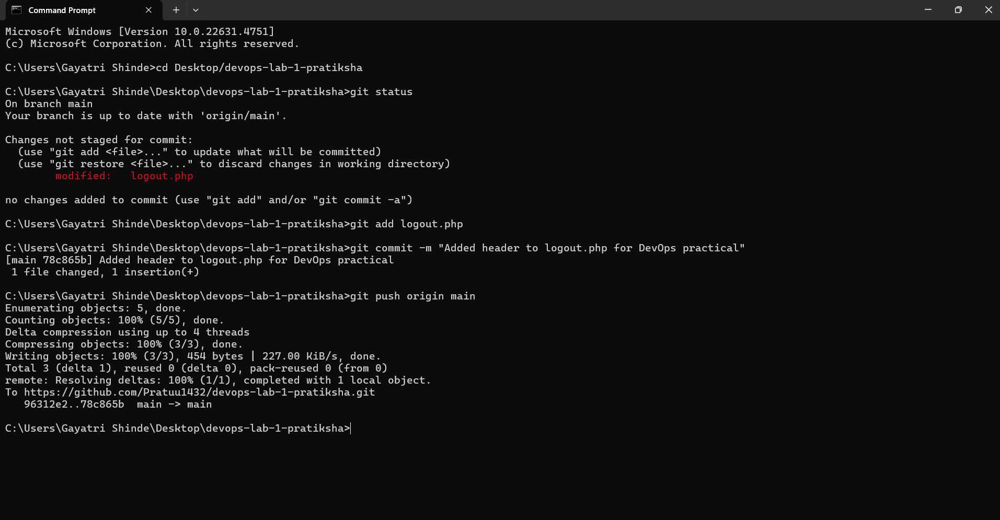 Command Prompt
Microsoft Windows [Version 10.0.22631.4751]
(c) Microsoft Corporation. All rights reserved.
C:\Users\Gayatri Shinde>cd Desktop/devops-lab-1-pratiksha
C:\Users\Gayatri Shinde\Desktop\devops-lab-1-pratiksha>git status
On branch main
Your branch is up to date with 'origin/main'.
Changes not staged for commit:
  (use "git add <file>..." to update what will be committed)
  (use "git restore <file>..." to discard changes in working directory)
        modified:   logout.php
no changes added to commit (use "git add" and/or "git commit -a")
C:\Users\Gayatri Shinde\Desktop\devops-lab-1-pratiksha>git add logout.php
C:\Users\Gayatri Shinde\Desktop\devops-lab-1-pratiksha>git commit -m "Added header to logout.php for DevOps practical"
[main 78c865b] Added header to logout.php for DevOps practical
 1 file changed, 1 insertion(+)
C:\Users\Gayatri Shinde\Desktop\devops-lab-1-pratiksha>git push origin main
Enumerating objects: 5, done.
Counting objects: 100% (5/5), done.
Delta compression using up to 4 threads
Compressing objects: 100% (3/3), done.
Writing objects: 100% (3/3), 454 bytes | 227.00 KiB/s, done.
Total 3 (delta 1), reused 0 (delta 0), pack-reused 0 (from 0)
remote: Resolving deltas: 100% (1/1), completed with 1 local object.
To https://github.com/Pratuu1432/devops-lab-1-pratiksha.git
   96312e2..78c865b  main -> main
C:\Users\Gayatri Shinde\Desktop\devops-lab-1-pratiksha>